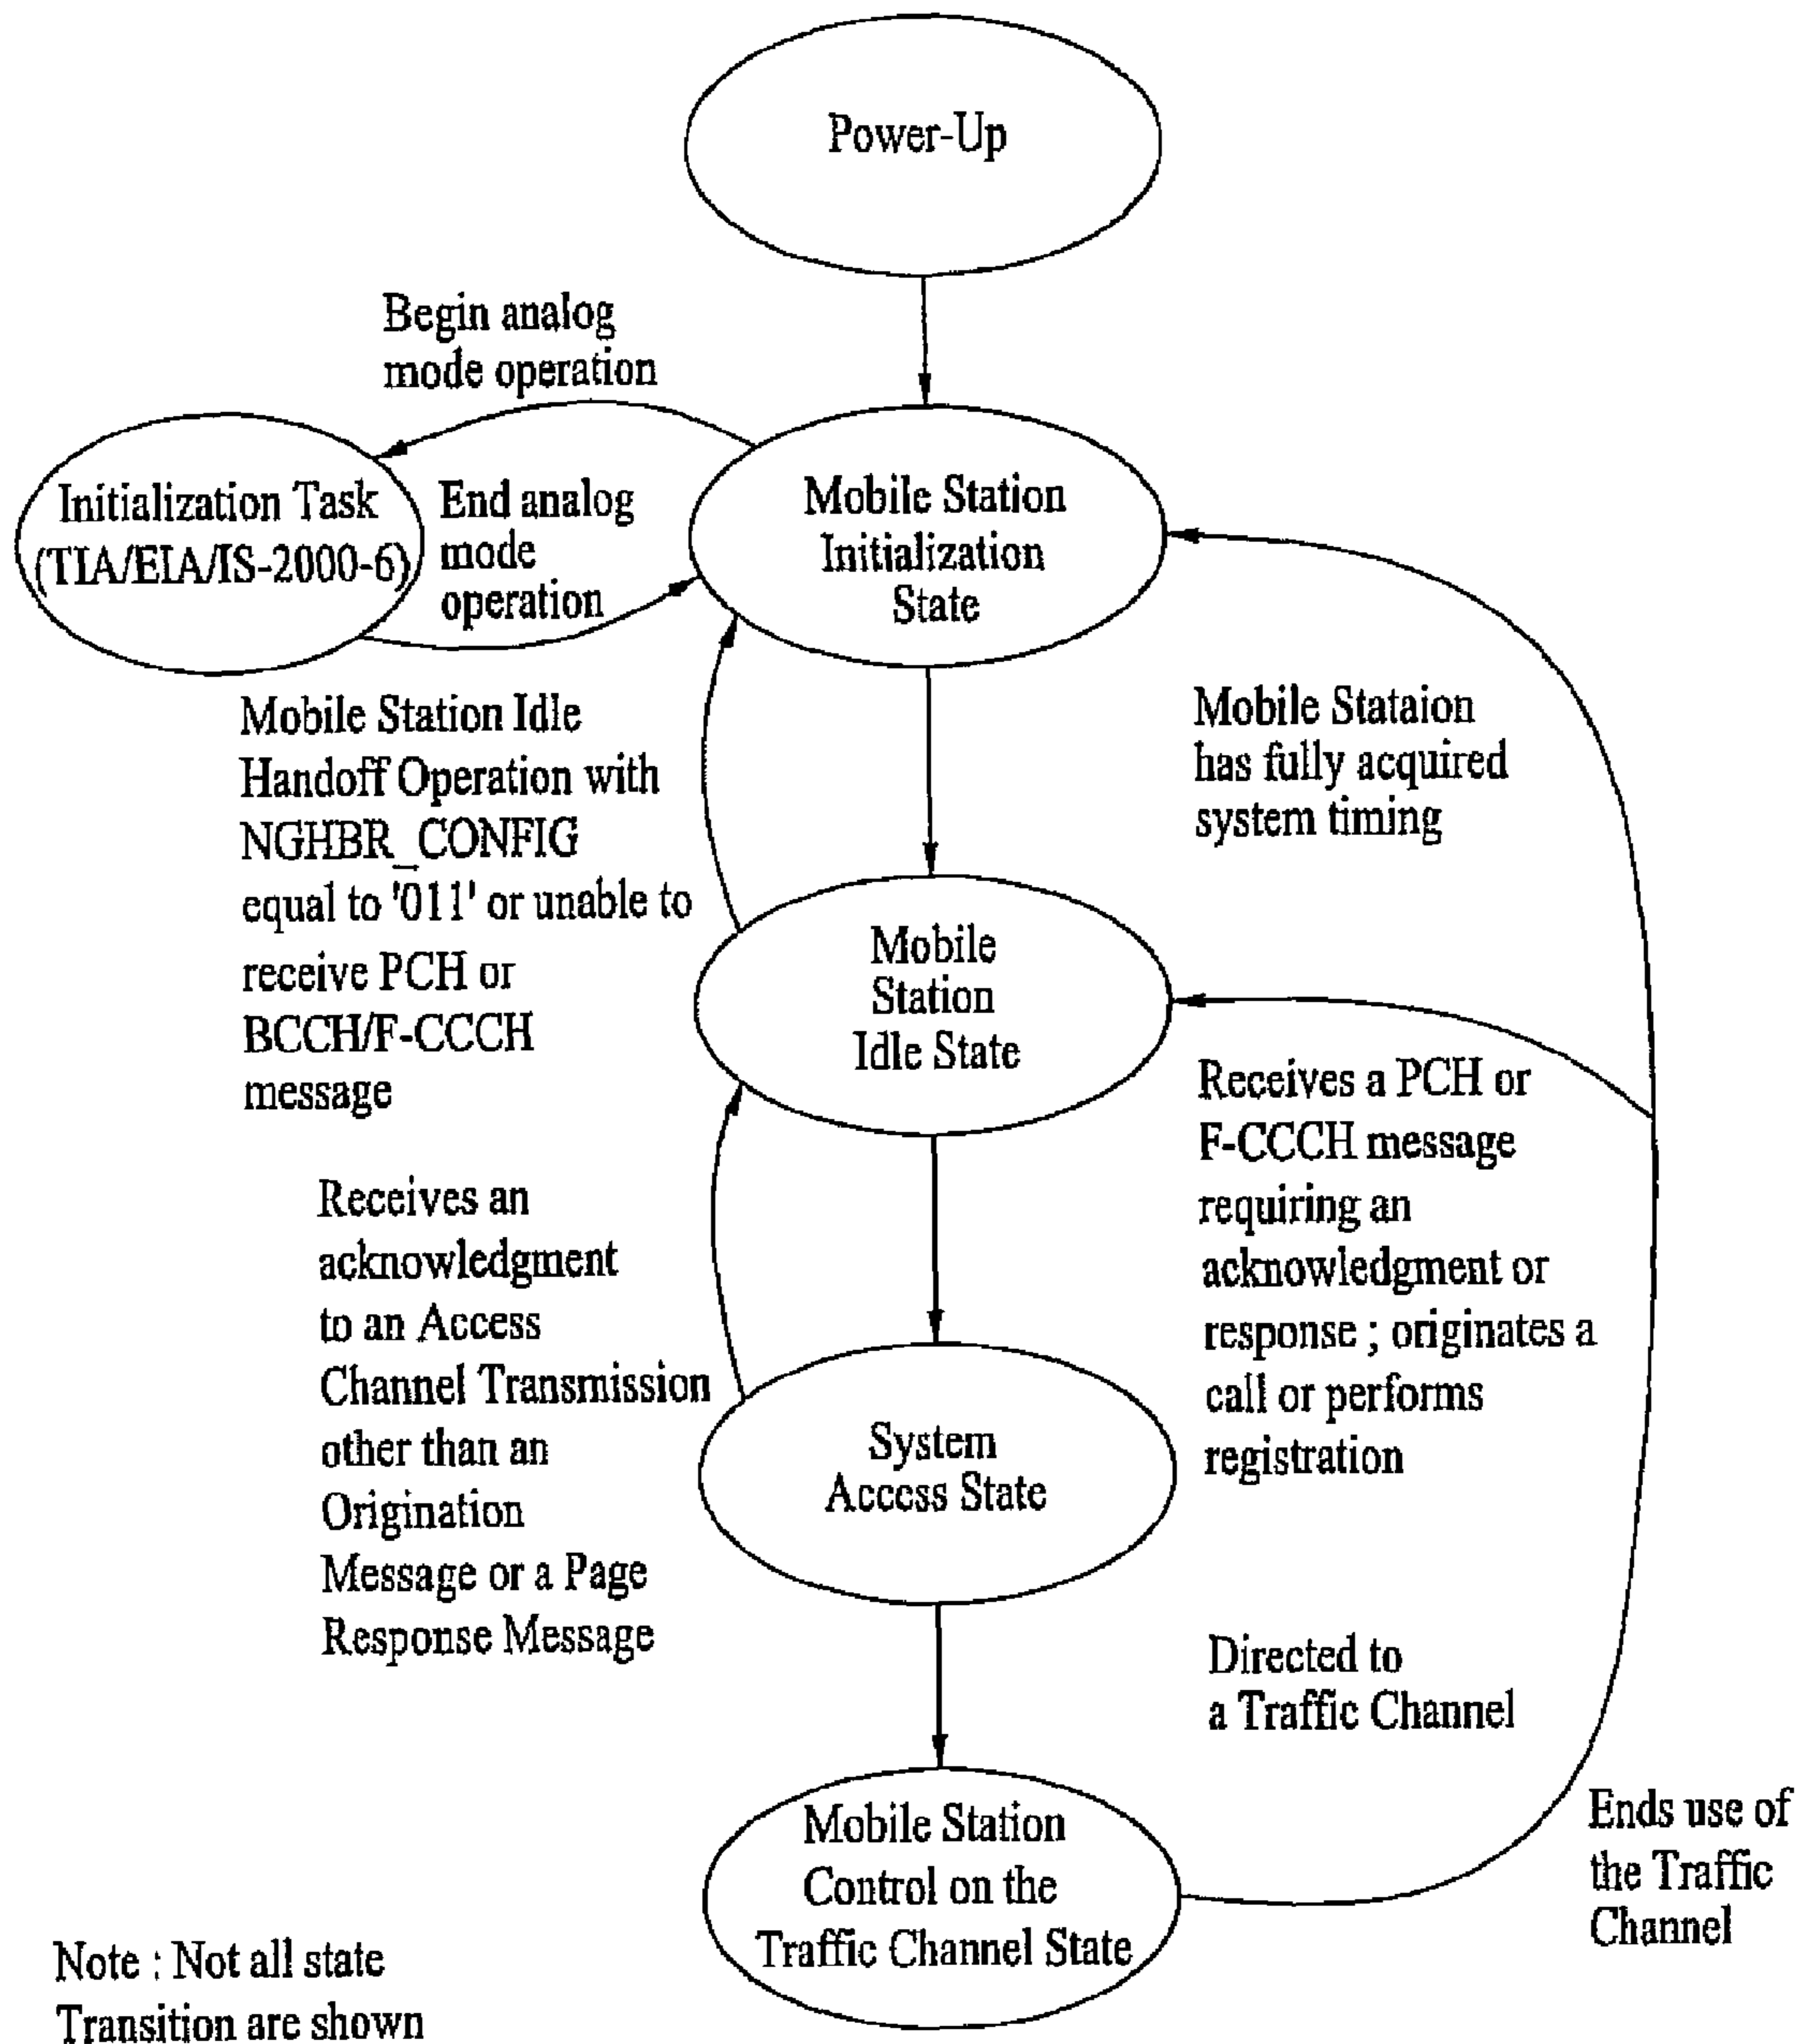 Power-Up
Begin analog
mode operation
Initialization Task
(TIA/EIA/IS-2000-6)
End analog
mode
operation
Mobile Station
Initialization
State
Mobile Station Idle
Handoff Operation with
NGHBR_CONFIG
equal to '011' or unable to
receive PCH or
BCCH/F-CCCH
message
Mobile Stataion
has fully acquired
system timing
Mobile
Station
Idle State
Receives a PCH or
F-CCCH message
requiring an
acknowledgment or
response ; originates a
call or performs
registration
Receives an
acknowledgment
to an Access
Channel Transmission
other than an
Origination
Message or a Page
Response Message
System
Access State
Directed to
a Traffic Channel
Mobile Station
Control on the
Traffic Channel State
Ends use of
the Traffic
Channel
Note : Not all state
Transition are shown